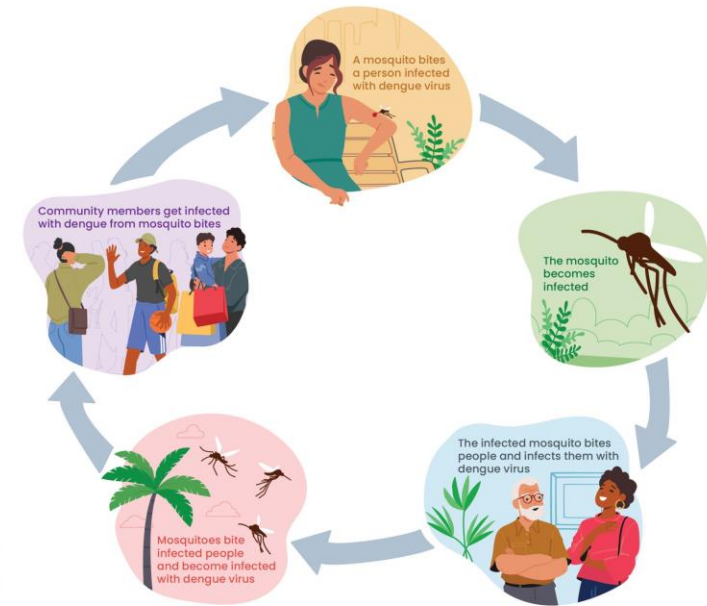 A mosquito bites
a person infected
with dengue virus
The mosquito
becomes
infected
The infected mosquito bites
people and infects them with
dengue virus
Mosquitoes bite
infected people
and become infected
with dengue virus
Community members get infected
with dengue from mosquito bites